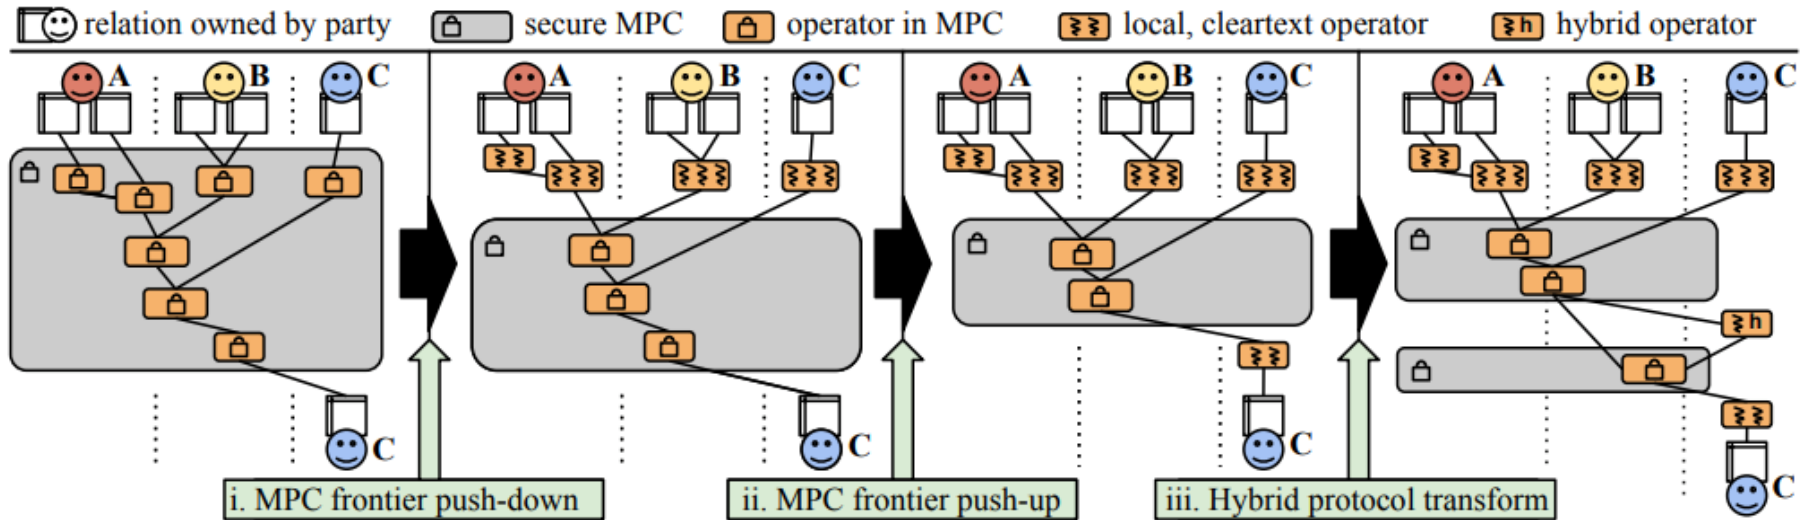 relation owned by party secure MPC operator in MPC local, cleartext operator h hybrid operator
A B C A B C A B C A B C
h
C C C C
i. MPC frontier push-down ii. MPC frontier push-up iii. Hybrid protocol transform